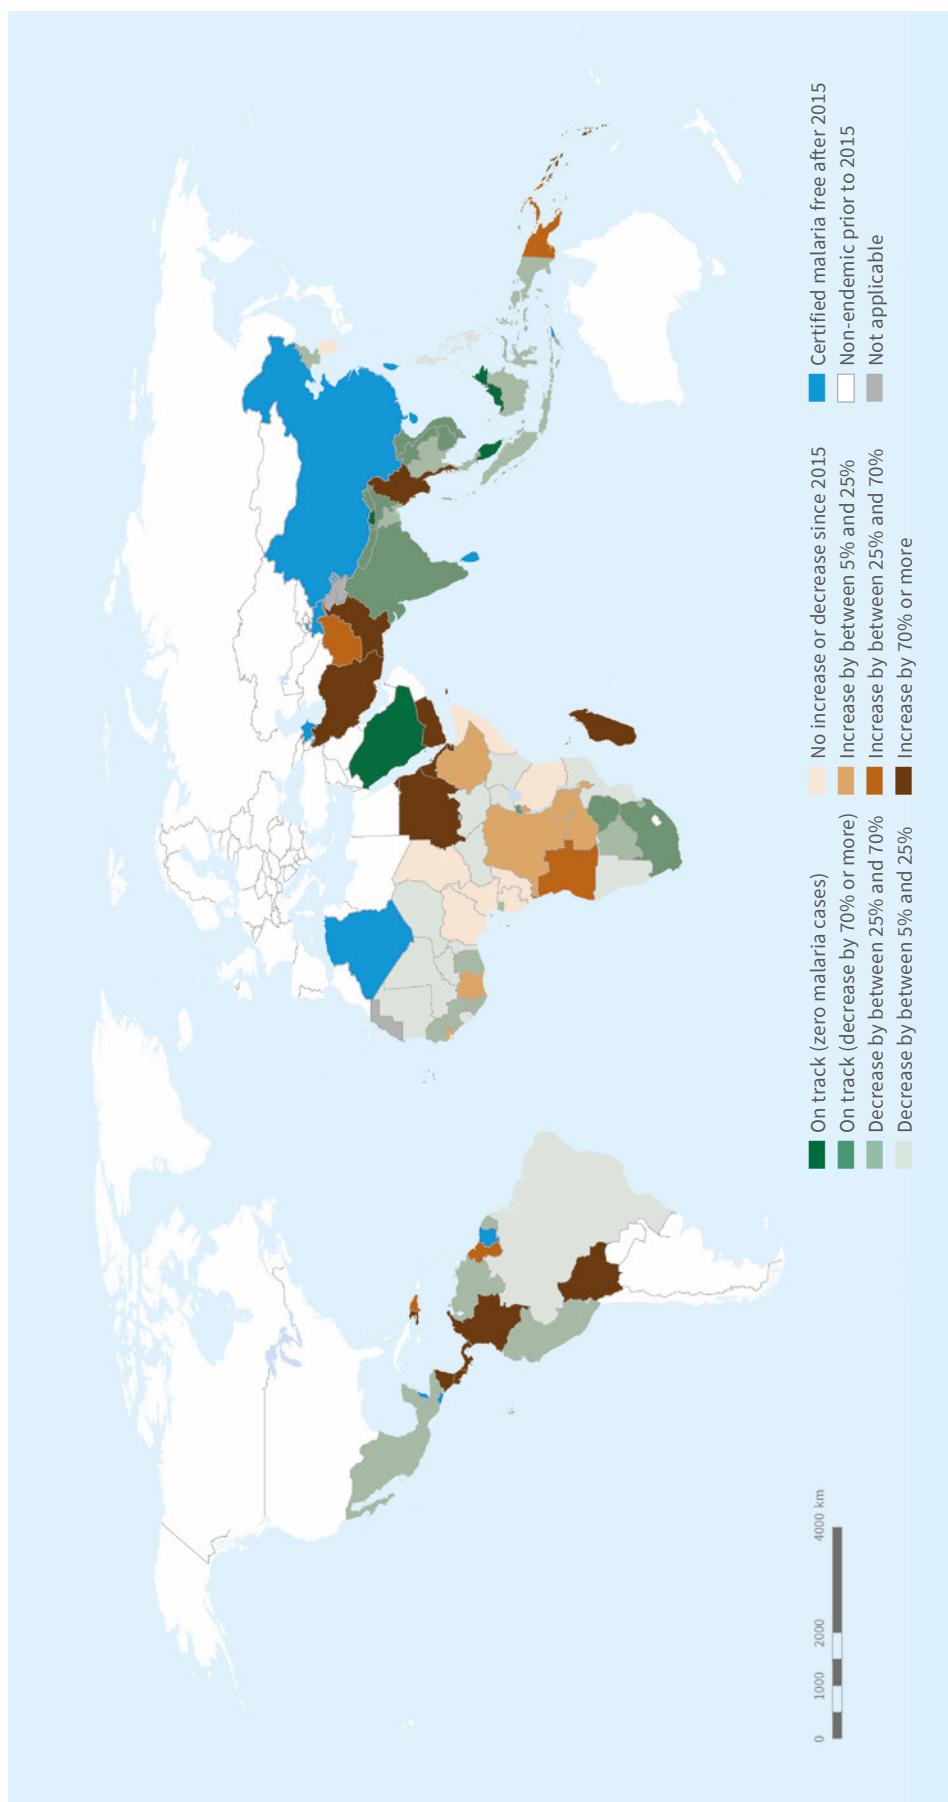 On track (zero malaria cases)
On track (decrease by 70% or more)
Decrease by between 25% and 70%
Decrease by between 5% and 25%
No increase or decrease since 2015
Increase by between 5% and 25%
Increase by between 25% and 70%
Increase by 70% or more
Certified malaria free after 2015
Non-endemic prior to 2015
Not applicable
0 1000 2000 4000 km